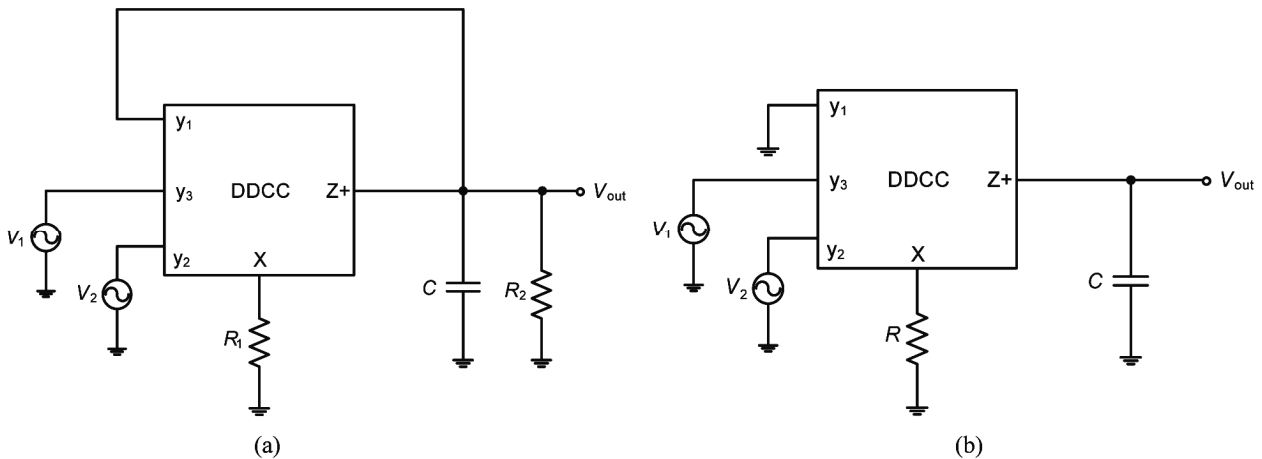 y1
y3
DDCC
Z+
Vout
V1
y2
X
V2
C
R2
R1
(a)
y1
y3
DDCC
Z+
Vout
V1
y2
X
V2
C
R
(b)